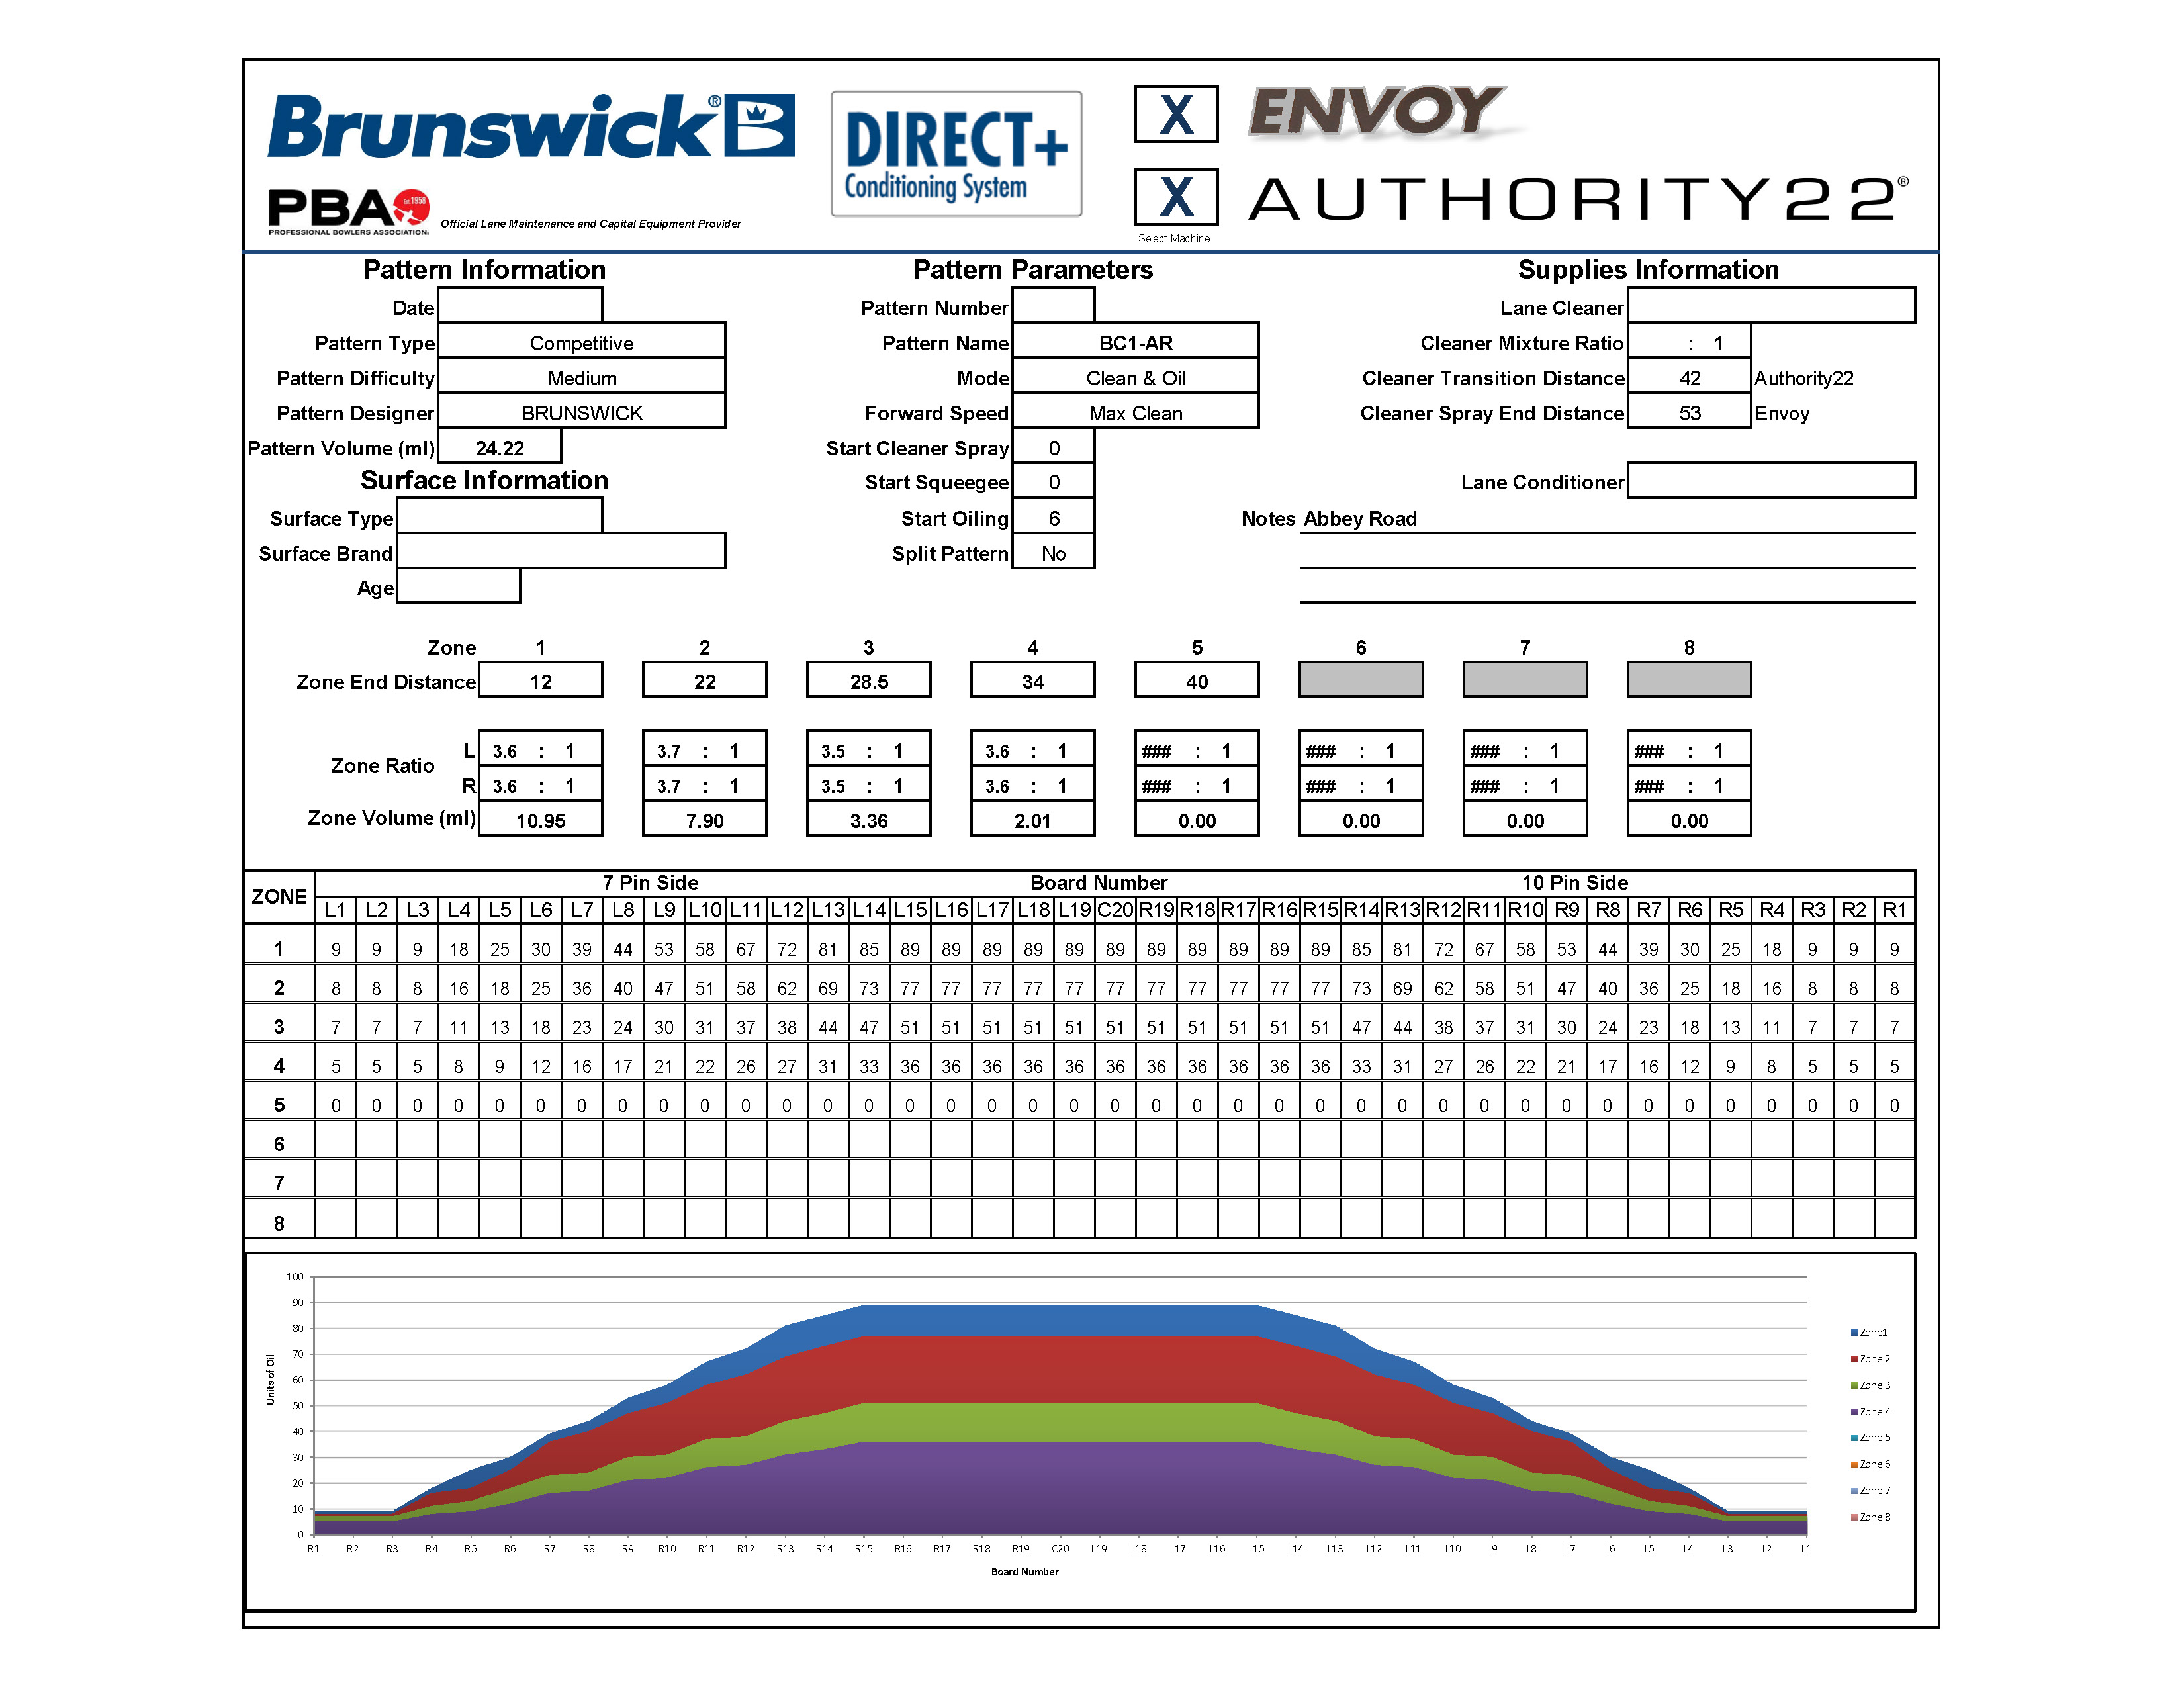 Brunswick® B
DIRECT+
Conditioning System
X ENVOY
X AUTHORITY22®
Select Machine
PBA Est. 1958
PROFESSIONAL BOWLERS ASSOCIATION.
Official Lane Maintenance and Capital Equipment Provider
Pattern Information Pattern Parameters Supplies Information
Date Pattern Number Lane Cleaner
Pattern Type Competitive Pattern Name BC1-AR Cleaner Mixture Ratio : 1
Pattern Difficulty Medium Mode Clean & Oil Cleaner Transition Distance 42 Authority22
Pattern Designer BRUNSWICK Forward Speed Max Clean Cleaner Spray End Distance 53 Envoy
Pattern Volume (ml) 24.22 Start Cleaner Spray 0
Surface Information Start Squeegee 0 Lane Conditioner
Surface Type Start Oiling 6 Notes Abbey Road
Surface Brand Split Pattern No
Age
Zone 1 2 3 4 5 6 7 8
Zone End Distance 12 22 28.5 34 40
Zone Ratio
L 3.6 : 1 3.7 : 1 3.5 : 1 3.6 : 1 ### : 1 ### : 1 ### : 1 ### : 1
R 3.6 : 1 3.7 : 1 3.5 : 1 3.6 : 1 ### : 1 ### : 1 ### : 1 ### : 1
Zone Volume (ml) 10.95 7.90 3.36 2.01 0.00 0.00 0.00 0.00
ZONE 7 Pin Side Board Number 10 Pin Side
L1 L2 L3 L4 L5 L6 L7 L8 L9 L10 L11 L12 L13 L14 L15 L16 L17 L18 L19 C20 R19 R18 R17 R16 R15 R14 R13 R12 R11 R10 R9 R8 R7 R6 R5 R4 R3 R2 R1
1 9 9 9 18 25 30 39 44 53 58 67 72 81 85 89 89 89 89 89 89 89 89 89 89 89 85 81 72 67 58 53 44 39 30 25 18 9 9 9
2 8 8 8 16 18 25 36 40 47 51 58 62 69 73 77 77 77 77 77 77 77 77 77 77 77 73 69 62 58 51 47 40 36 25 18 16 8 8 8
3 7 7 7 11 13 18 23 24 30 31 37 38 44 47 51 51 51 51 51 51 51 51 51 51 51 47 44 38 37 31 30 24 23 18 13 11 7 7 7
4 5 5 5 8 9 12 16 17 21 22 26 27 31 33 36 36 36 36 36 36 36 36 36 36 36 33 31 27 26 22 21 17 16 12 9 8 5 5 5
5 0 0 0 0 0 0 0 0 0 0 0 0 0 0 0 0 0 0 0 0 0 0 0 0 0 0 0 0 0 0 0 0 0 0 0 0 0 0 0
6
7
8
Units of Oil
100
90
80
70
60
50
40
30
20
10
0
R1 R2 R3 R4 R5 R6 R7 R8 R9 R10 R11 R12 R13 R14 R15 R16 R17 R18 R19 C20 L19 L18 L17 L16 L15 L14 L13 L12 L11 L10 L9 L8 L7 L6 L5 L4 L3 L2 L1
Board Number
Zone1
Zone 2
Zone 3
Zone 4
Zone 5
Zone 6
Zone 7
Zone 8